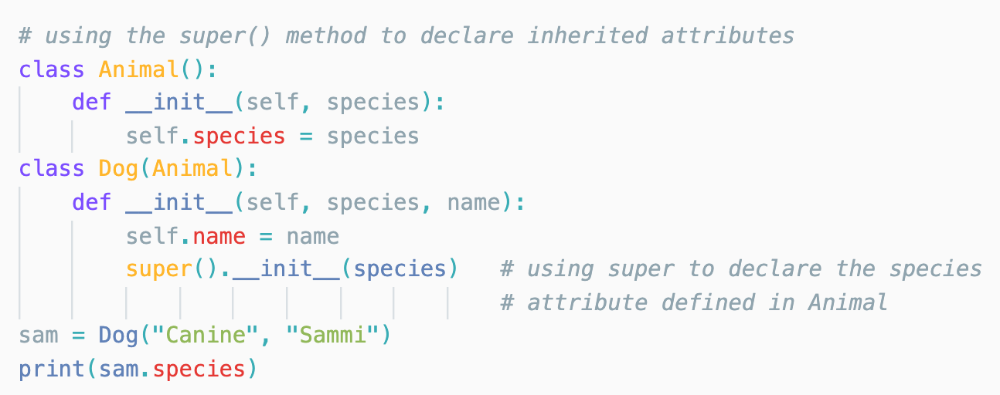 # using the super() method to declare inherited attributes
class Animal():
    def __init__(self, species):
        self.species = species
class Dog(Animal):
    def __init__(self, species, name):
        self.name = name
        super().__init__(species)   # using super to declare the species
                                    # attribute defined in Animal
sam = Dog("Canine", "Sammi")
print(sam.species)